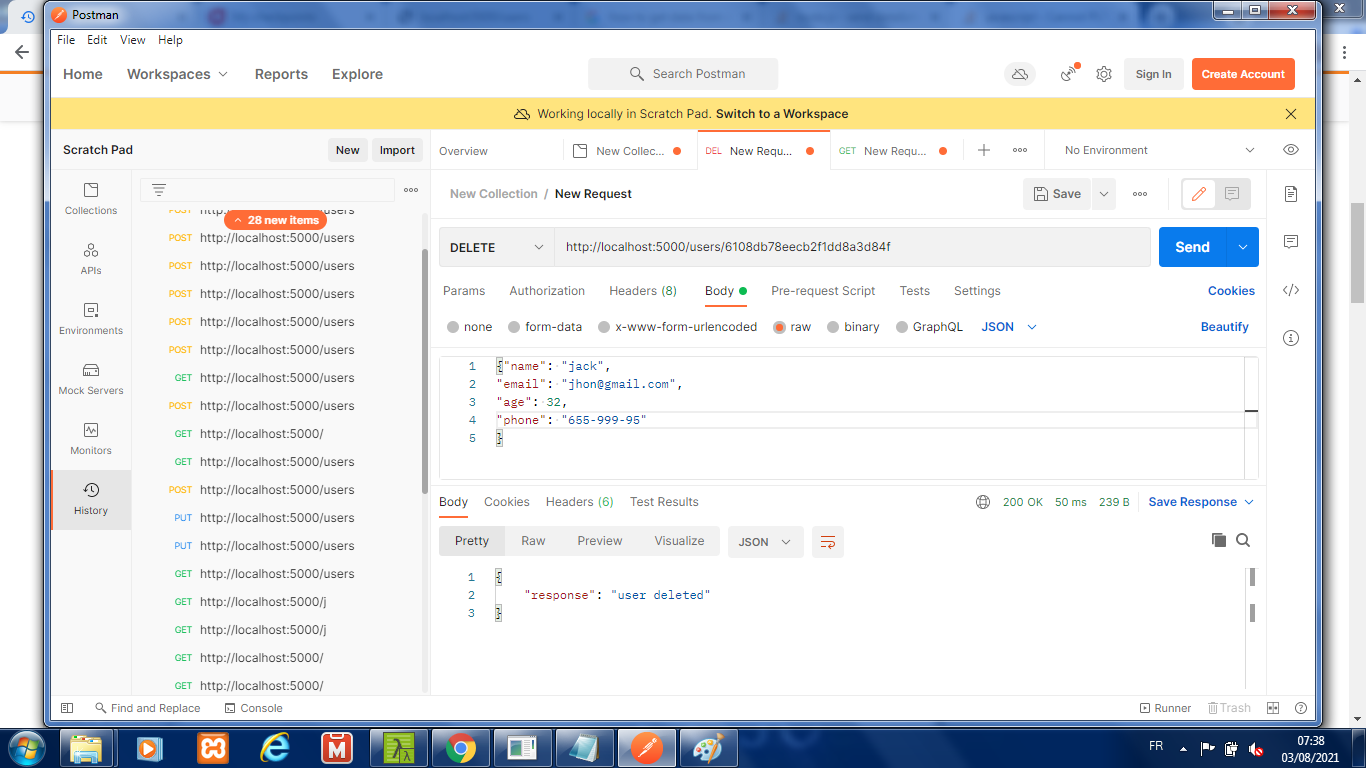 Postman
File Edit View Help
Home Workspaces Reports Explore
Search Postman
Sign In Create Account
Working locally in Scratch Pad. Switch to a Workspace
Scratch Pad New Import
Overview New Collec... DEL New Requ... GET New Requ... No Environment
Collections
APIs
Environments
Mock Servers
Monitors
History
28 new items
POST http://localhost:5000/users
POST http://localhost:5000/users
POST http://localhost:5000/users
POST http://localhost:5000/users
POST http://localhost:5000/users
GET http://localhost:5000/users
POST http://localhost:5000/users
GET http://localhost:5000/
GET http://localhost:5000/users
POST http://localhost:5000/users
PUT http://localhost:5000/users
PUT http://localhost:5000/users
GET http://localhost:5000/users
GET http://localhost:5000/j
GET http://localhost:5000/j
GET http://localhost:5000/
GET http://localhost:5000/
New Collection / New Request Save
DELETE http://localhost:5000/users/6108db78eecb2f1dd8a3d84f Send
Params Authorization Headers (8) Body Pre-request Script Tests Settings Cookies
none form-data x-www-form-urlencoded raw binary GraphQL JSON Beautify
1 {"name": "jack",
2 "email": "jhon@gmail.com",
3 "age": 32,
4 "phone": "655-999-95"
5 }
Body Cookies Headers (6) Test Results 200 OK 50 ms 239 B Save Response
Pretty Raw Preview Visualize JSON
1 {
2 "response": "user deleted"
3 }
Find and Replace Console Runner Trash
FR 07:38
03/08/2021